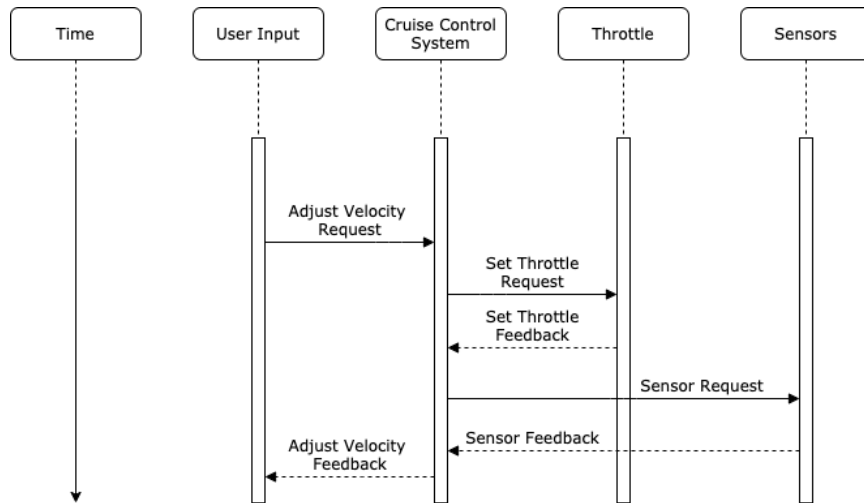 Time
User Input
Cruise Control
System
Throttle
Sensors
Adjust Velocity
Request
Set Throttle
Request
Set Throttle
Feedback
Sensor Request
Sensor Feedback
Adjust Velocity
Feedback